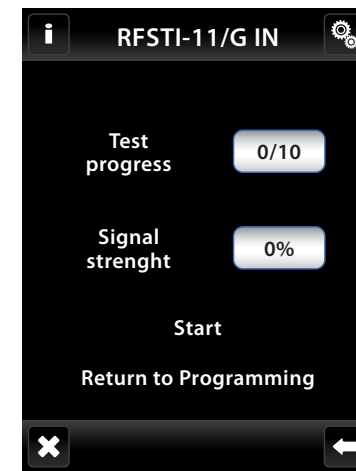 i
RFSTI-11/G IN
Test
progress
0/10
Signal
strenght
0%
Start
Return to Programming